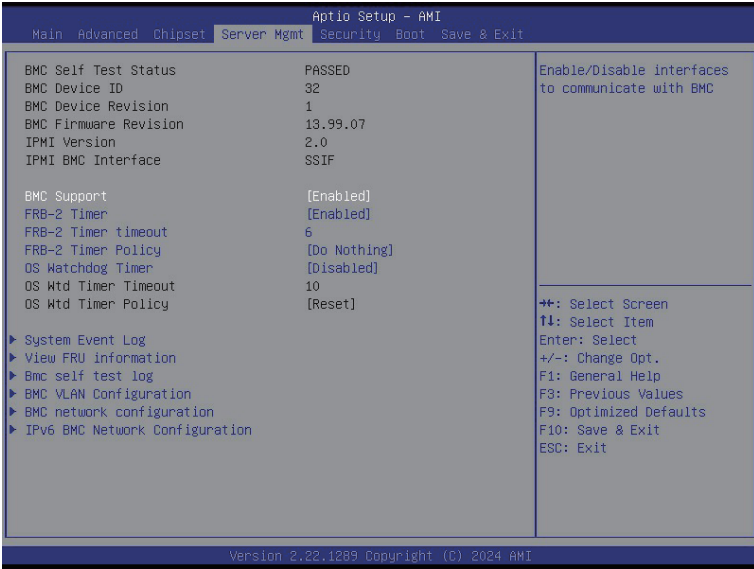 Aptio Setup – AMI
Main Advanced Chipset Server Mgmt Security Boot Save & Exit
BMC Self Test Status PASSED
BMC Device ID 32
BMC Device Revision 1
BMC Firmware Revision 13.99.07
IPMI Version 2.0
IPMI BMC Interface SSIF
BMC Support [Enabled]
FRB-2 Timer [Enabled]
FRB-2 Timer timeout 6
FRB-2 Timer Policy [Do Nothing]
OS Watchdog Timer [Disabled]
OS Wtd Timer Timeout 10
OS Wtd Timer Policy [Reset]
System Event Log
View FRU information
Bmc self test log
BMC VLAN Configuration
BMC network configuration
IPv6 BMC Network Configuration
Enable/Disable interfaces
to communicate with BMC
→←: Select Screen
↑↓: Select Item
Enter: Select
+/-: Change Opt.
F1: General Help
F3: Previous Values
F9: Optimized Defaults
F10: Save & Exit
ESC: Exit
Version 2.22.1289 Copyright (C) 2024 AMI